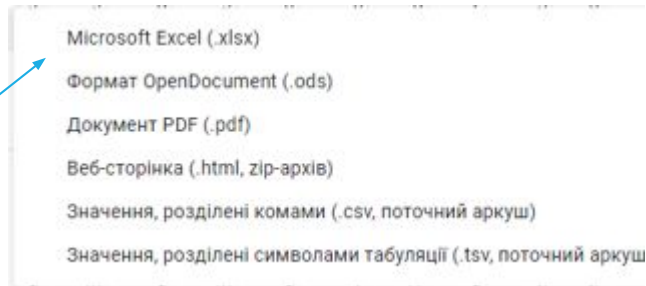 Microsoft Excel (.xlsx)
Формат OpenDocument (.ods)
Документ PDF (.pdf)
Веб-сторінка (.html, zip-архів)
Значення, розділені комами (.csv, поточний аркуш)
Значення, розділені символами табуляції (.tsv, поточний аркуш